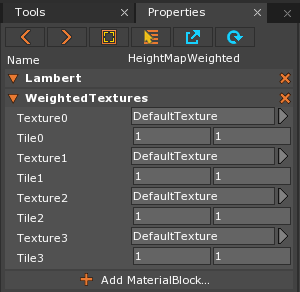 Tools Properties
Name HeightMapWeighted
Lambert
WeightedTextures
Texture0 DefaultTexture
Tile0 1 1
Texture1 DefaultTexture
Tile1 1 1
Texture2 DefaultTexture
Tile2 1 1
Texture3 DefaultTexture
Tile3 1 1
Add MaterialBlock...